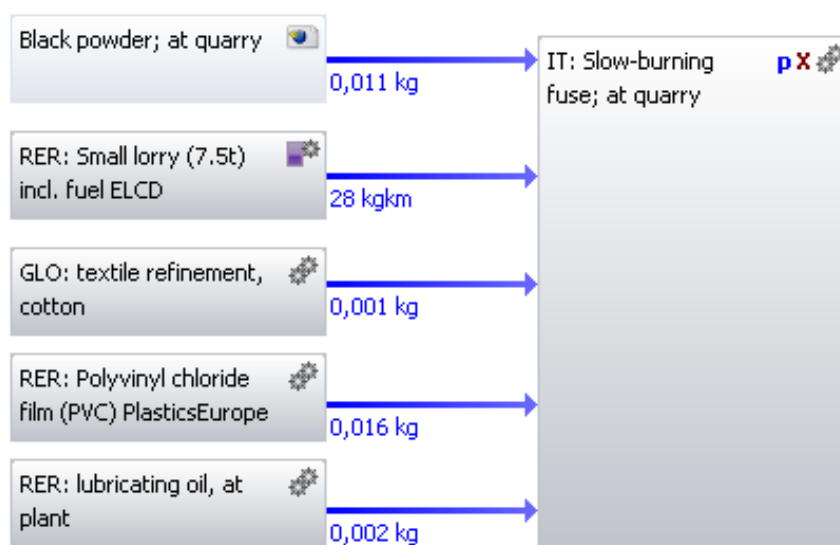 Black powder; at quarry
0,011 kg
IT: Slow-burning
fuse; at quarry
p X
RER: Small lorry (7.5t)
incl. fuel ELCD
28 kgkm
GLO: textile refinement,
cotton
0,001 kg
RER: Polyvinyl chloride
film (PVC) PlasticsEurope
0,016 kg
RER: lubricating oil, at
plant
0,002 kg